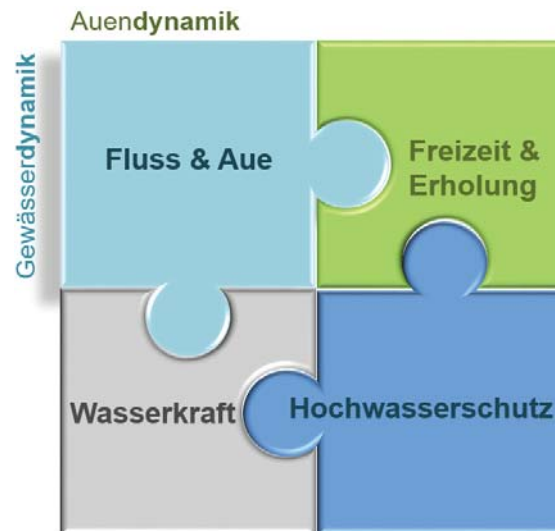 Auendynamik
Gewässerdynamik
Fluss & Aue
Freizeit &
Erholung
Wasserkraft
Hochwasserschutz